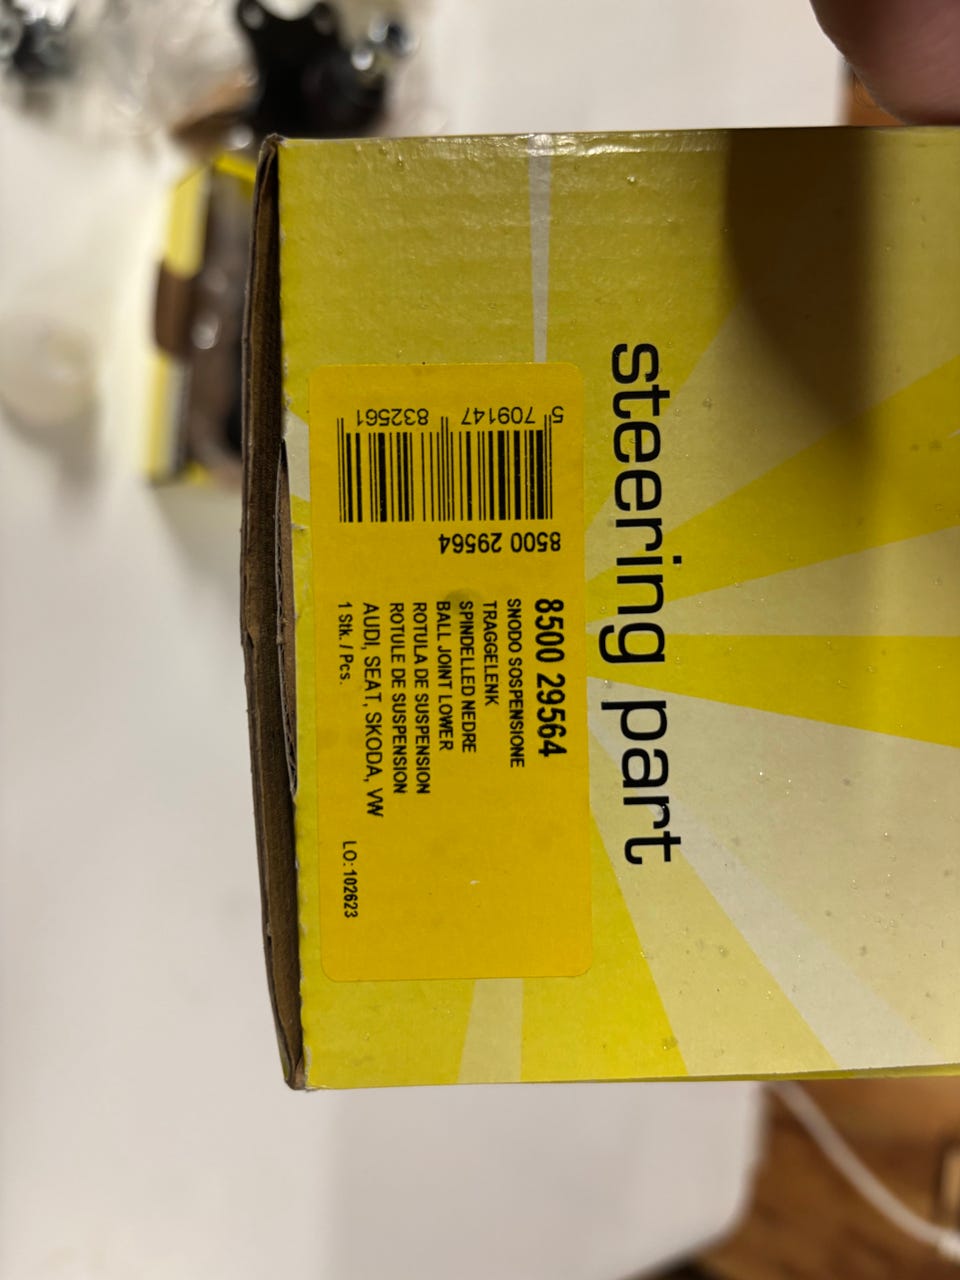 steering part
8500 29564
SNODO SOSPENSIONE
TRAGGELENK
SPINDELLED NEDRE
BALL JOINT LOWER
ROTULA DE SUSPENSION
ROTULE DE SUSPENSION
AUDI, SEAT, SKODA, VW
1 Stk. / Pcs.
LO:102623
8500 29564
5 709147 832561